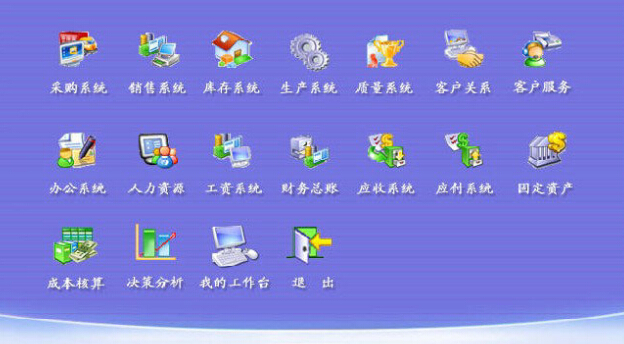 采购系统 销售系统 库存系统 生产系统 质量系统 客户关系 客户服务
办公系统 人力资源 工资系统 财务总账 应收系统 应付系统 固定资产
成本核算 决策分析 我的工作台 退 出